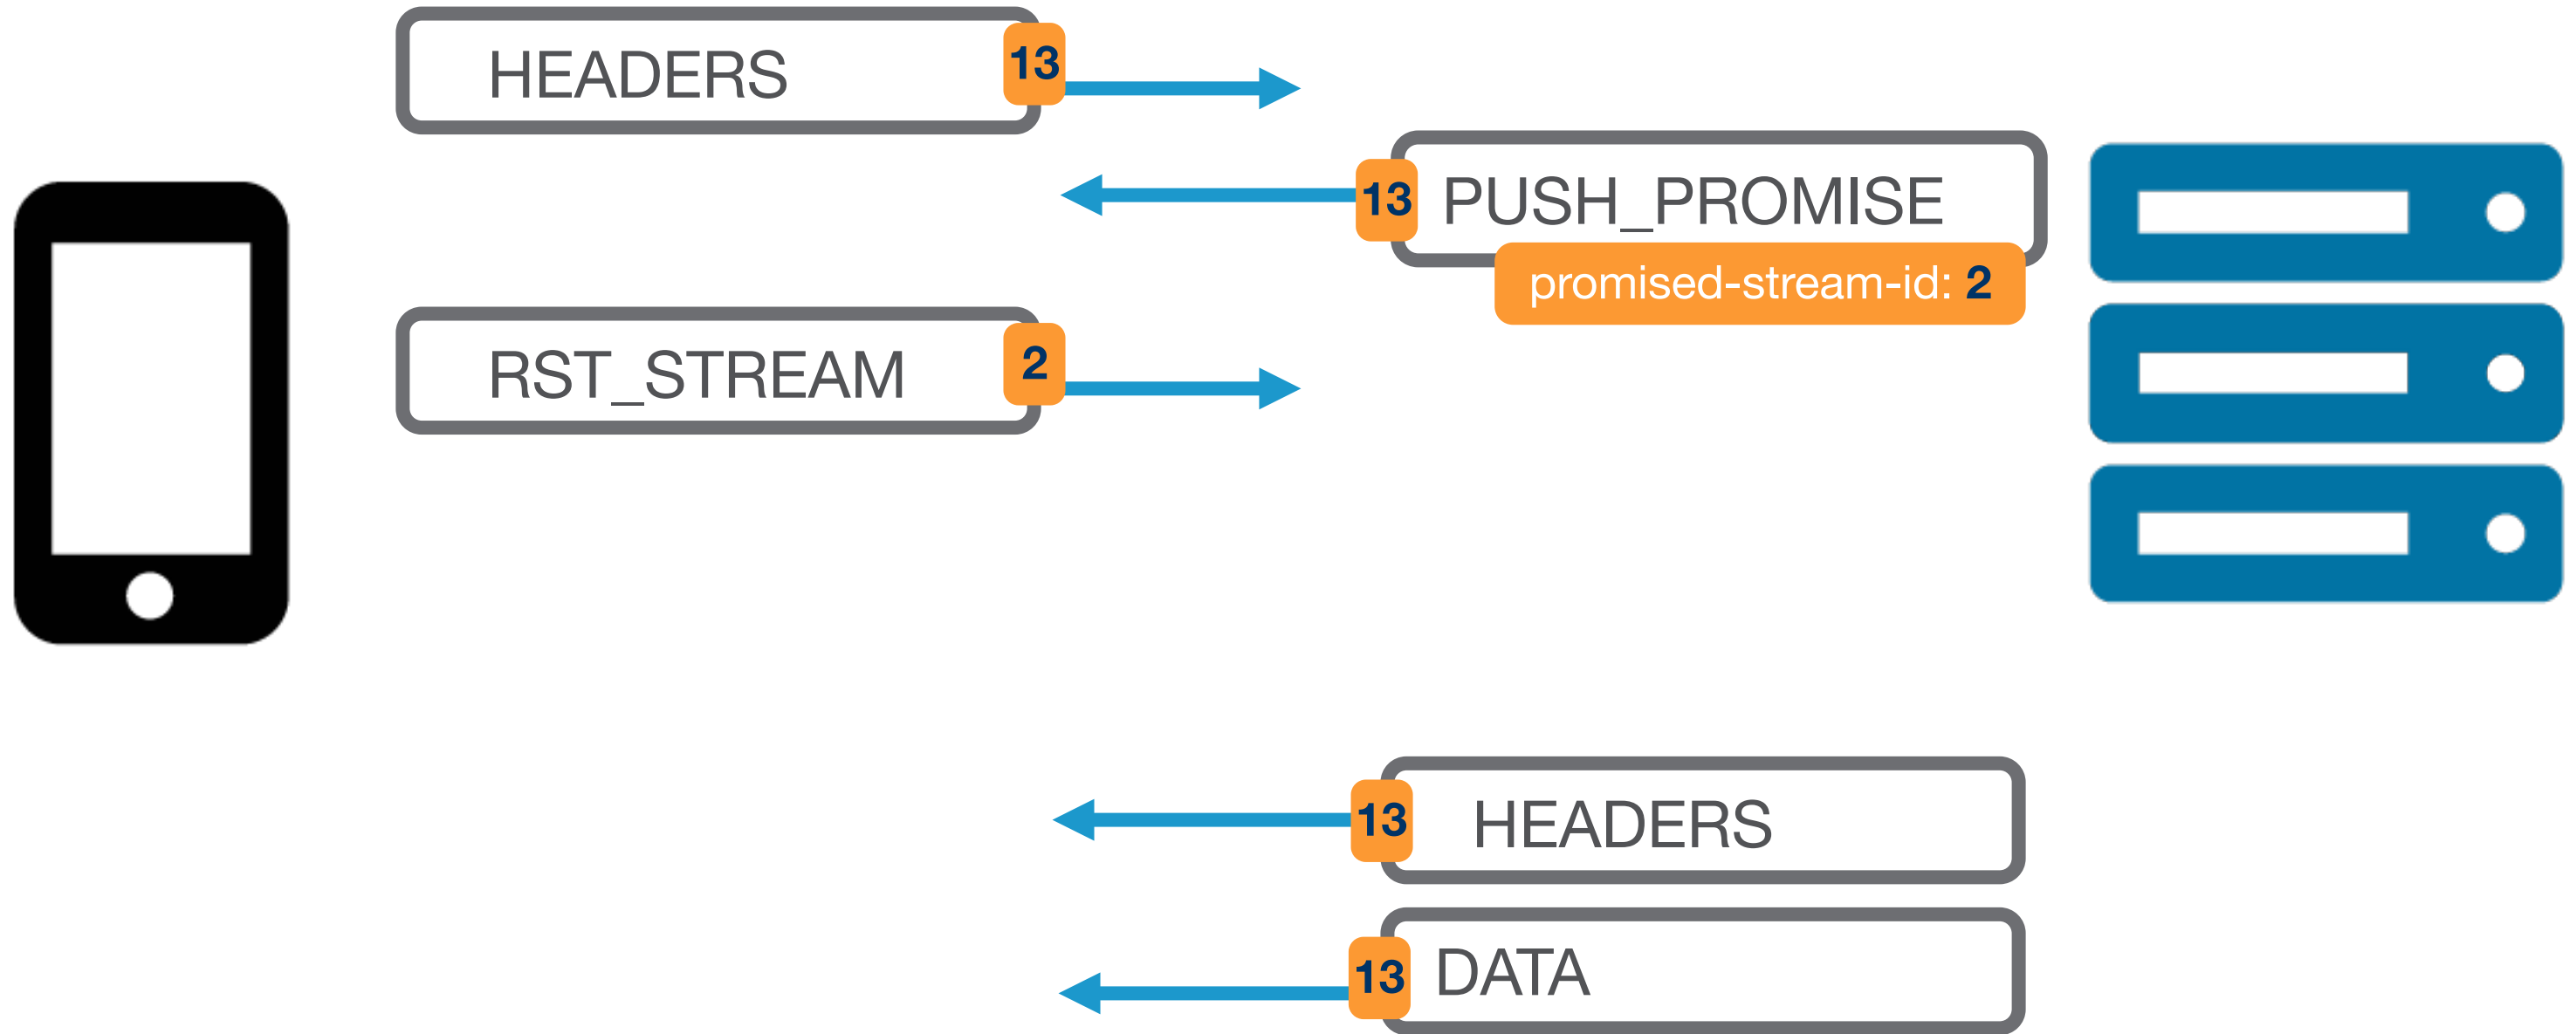 HEADERS 13
13 PUSH_PROMISE
promised-stream-id: 2
RST_STREAM 2
13 HEADERS
13 DATA